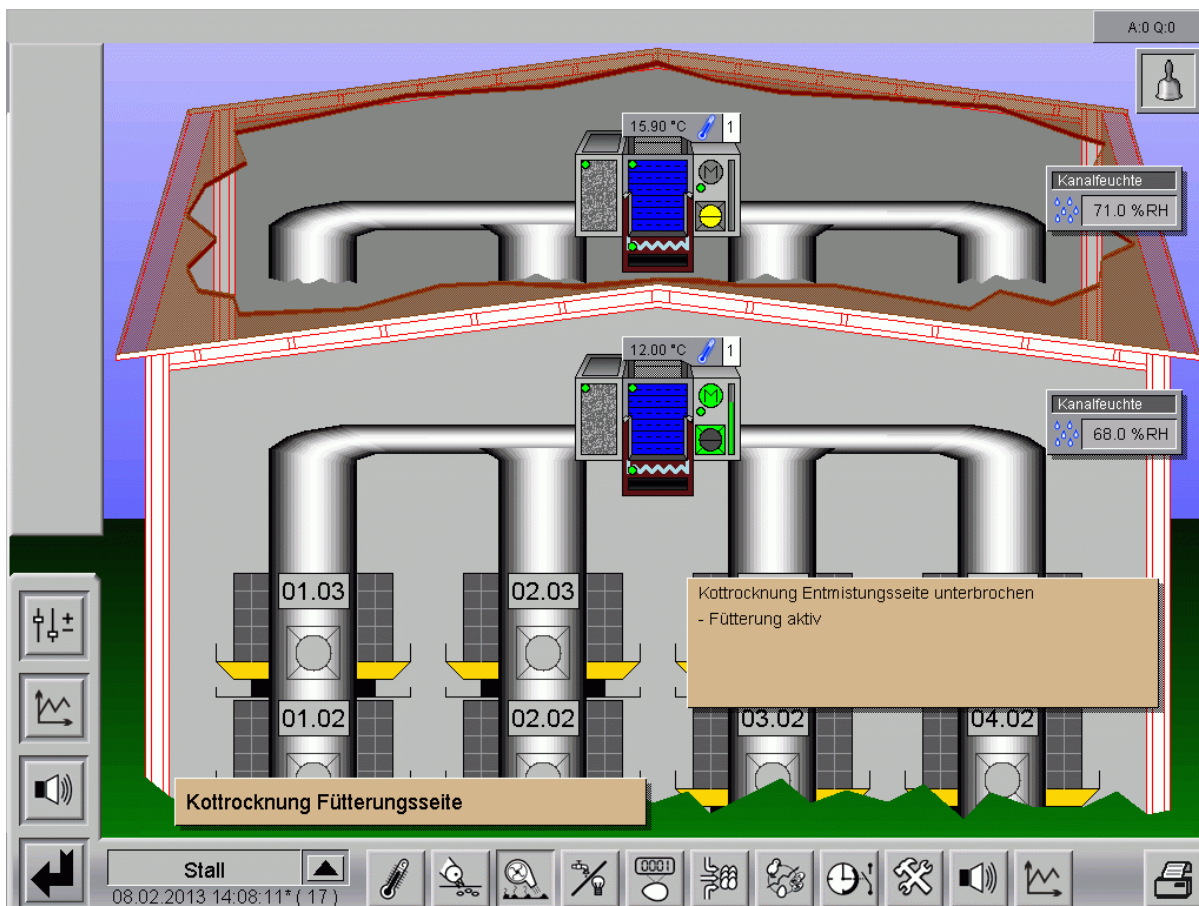 A:0 Q:0
15.90 °C 1
Kanalfeuchte
71.0 %RH
12.00 °C 1
Kanalfeuchte
68.0 %RH
M
M
01.03
02.03
Kottrocknung Entmistungsseite unterbrochen
- Fütterung aktiv
01.02
02.02
03.02
04.02
Kottrocknung Fütterungsseite
Stall
0001
08.02.2013 14:08:11* ( 17 )